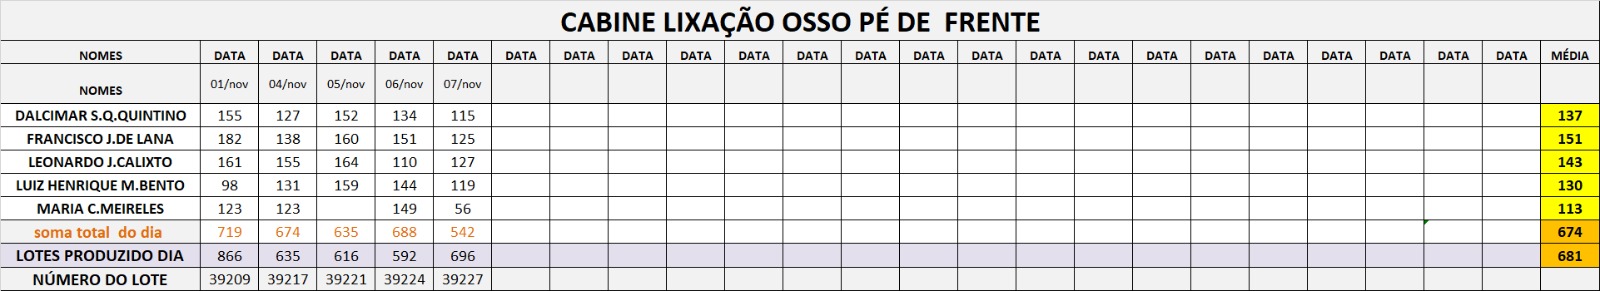 CABINE LIXAÇÃO OSSO PÉ DE  FRENTE
NOMES DATA DATA DATA DATA DATA DATA DATA DATA DATA DATA DATA DATA DATA DATA DATA DATA DATA DATA DATA DATA DATA DATA DATA MÉDIA
NOMES 01/nov 04/nov 05/nov 06/nov 07/nov
DALCIMAR S.Q.QUINTINO 155 127 152 134 115 137
FRANCISCO J.DE LANA 182 138 160 151 125 151
LEONARDO J.CALIXTO 161 155 164 110 127 143
LUIZ HENRIQUE M.BENTO 98 131 159 144 119 130
MARIA C.MEIRELES 123 123 149 56 113
soma total  do dia 719 674 635 688 542 674
LOTES PRODUZIDO DIA 866 635 616 592 696 681
NÚMERO DO LOTE 39209 39217 39221 39224 39227